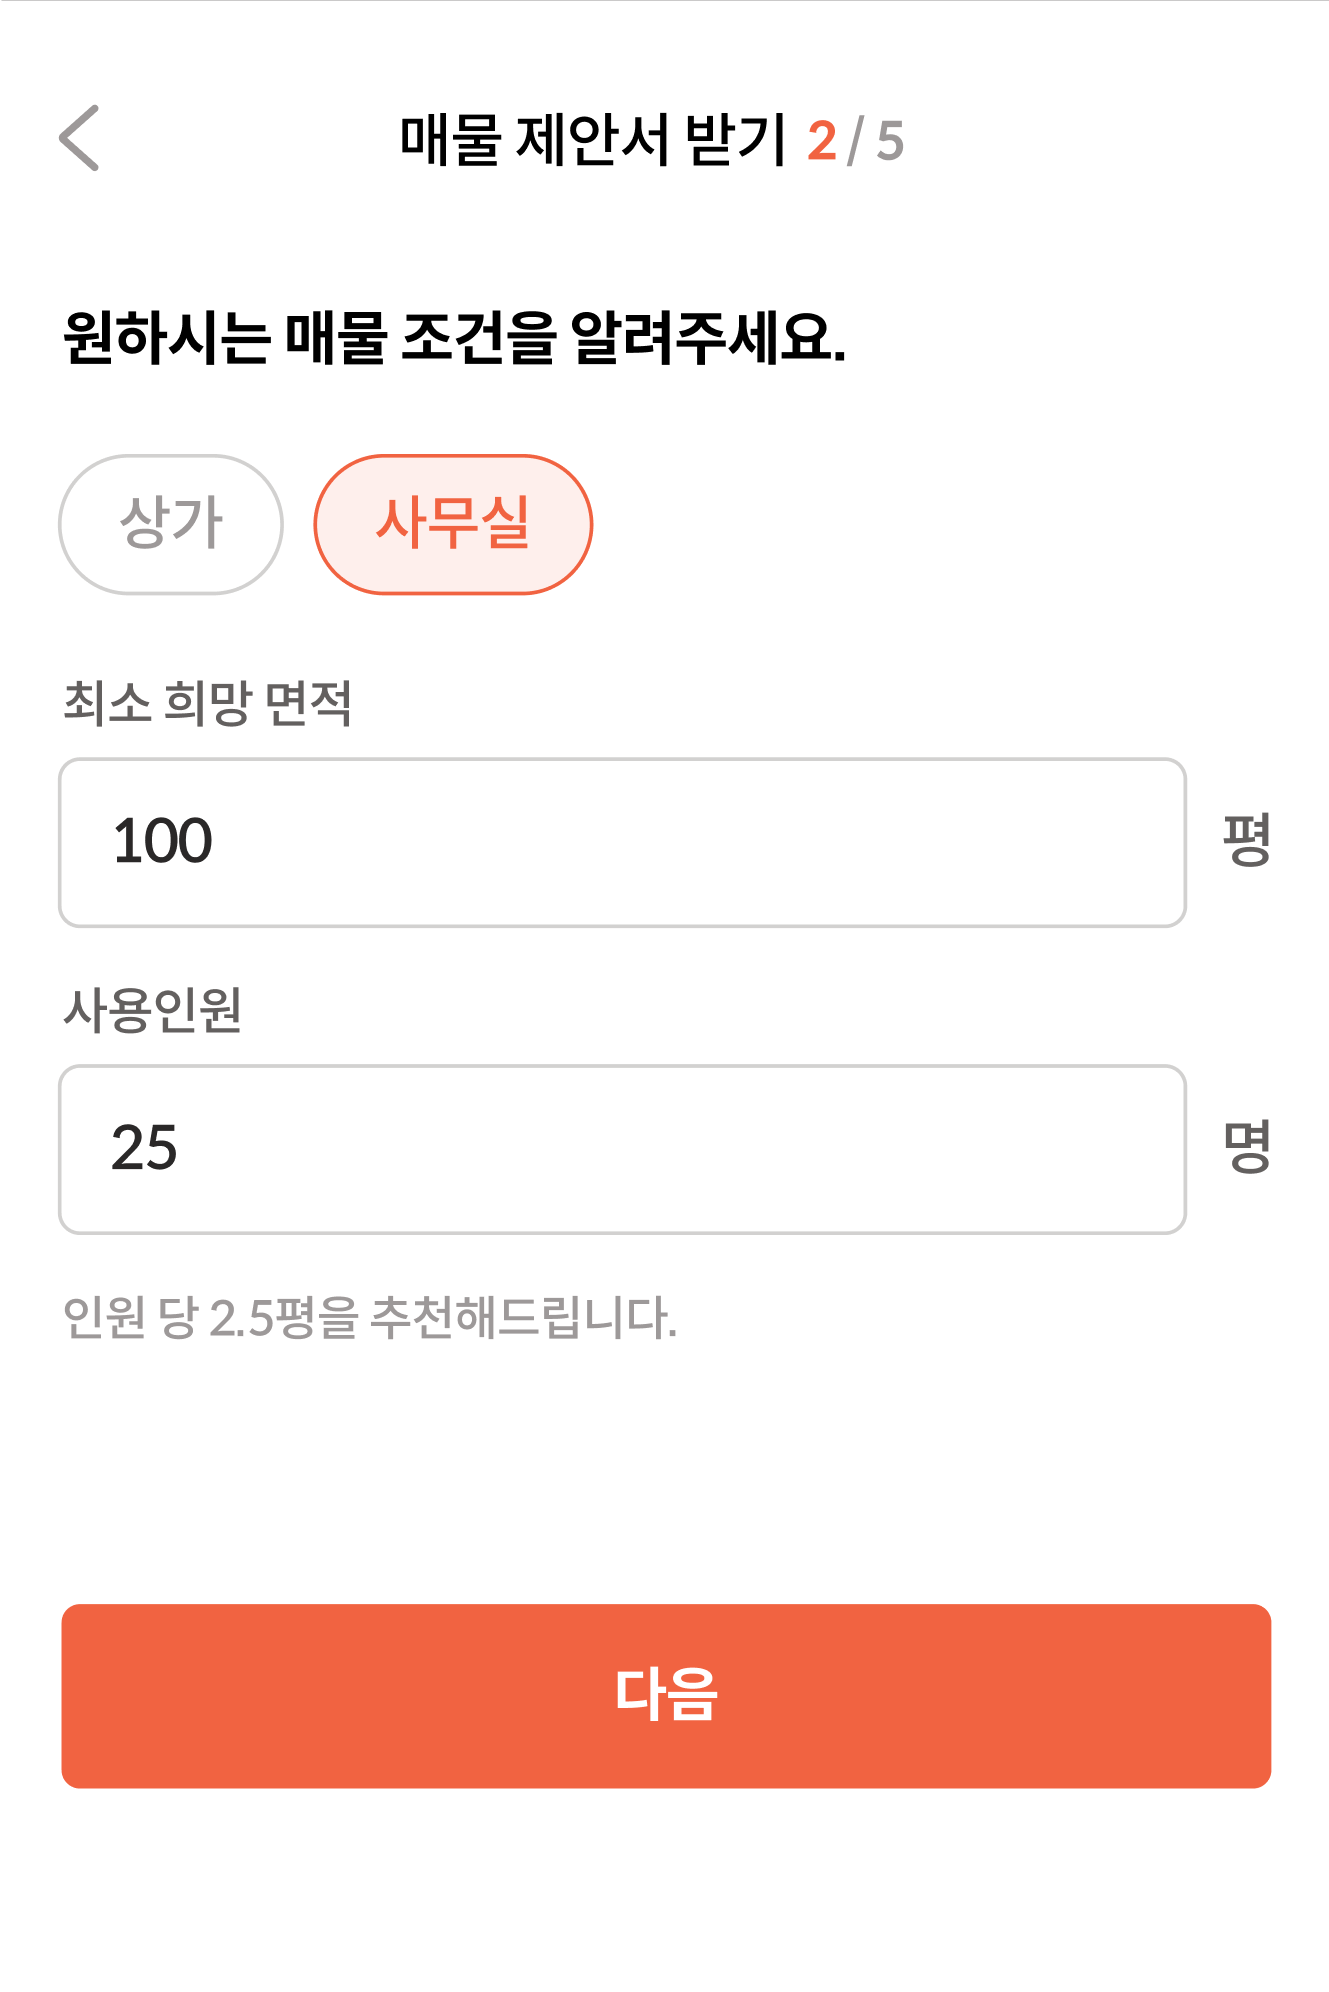 매물 제안서 받기 2 / 5
원하시는 매물 조건을 알려주세요.
상가 사무실
최소 희망 면적
100 평
사용인원
25 명
인원 당 2.5평을 추천해드립니다.
다음